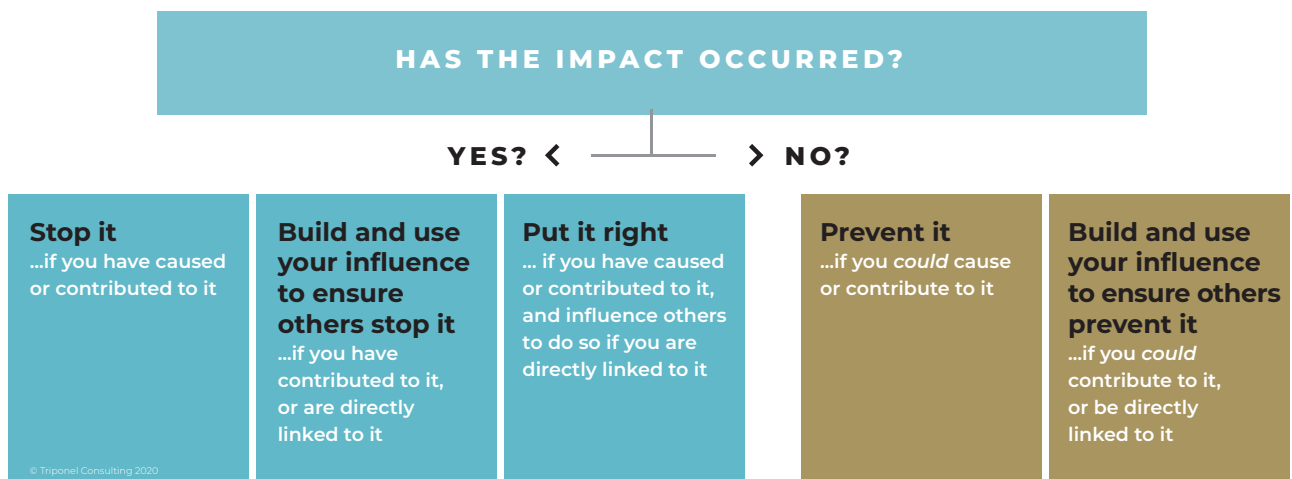 HAS THE IMPACT OCCURRED?
YES? < > NO?
Stop it
...if you have caused
or contributed to it
Build and use
your influence
to ensure
others stop it
...if you have
contributed to it,
or are directly
linked to it
Put it right
... if you have caused
or contributed to it,
and influence others
to do so if you are
directly linked to it
Prevent it
...if you could cause
or contribute to it
Build and use
your influence
to ensure others
prevent it
...if you could
contribute to it,
or be directly
linked to it
© Triponel Consulting 2020